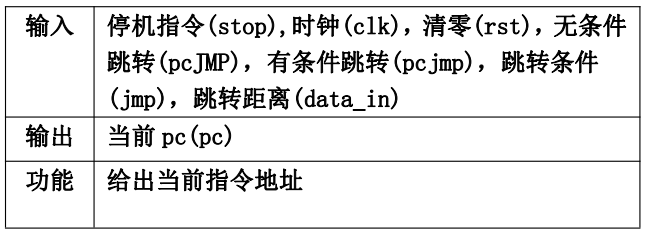 输入
停机指令(stop),时钟(clk)，清零(rst)，无条件
跳转(pcJMP)，有条件跳转(pcjmp)，跳转条件
(jmp)，跳转距离(data_in)
输出
当前 pc(pc)
功能
给出当前指令地址